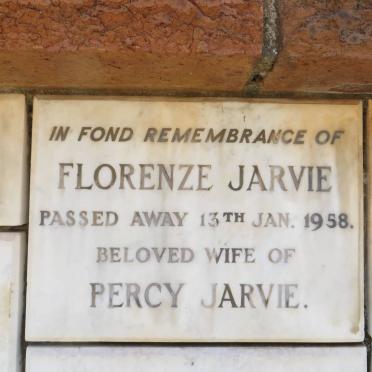 IN FOND REMEMBRANCE OF
FLORENZE JARVIE
PASSED AWAY 13TH JAN. 1958.
BELOVED WIFE OF
PERCY JARVIE.